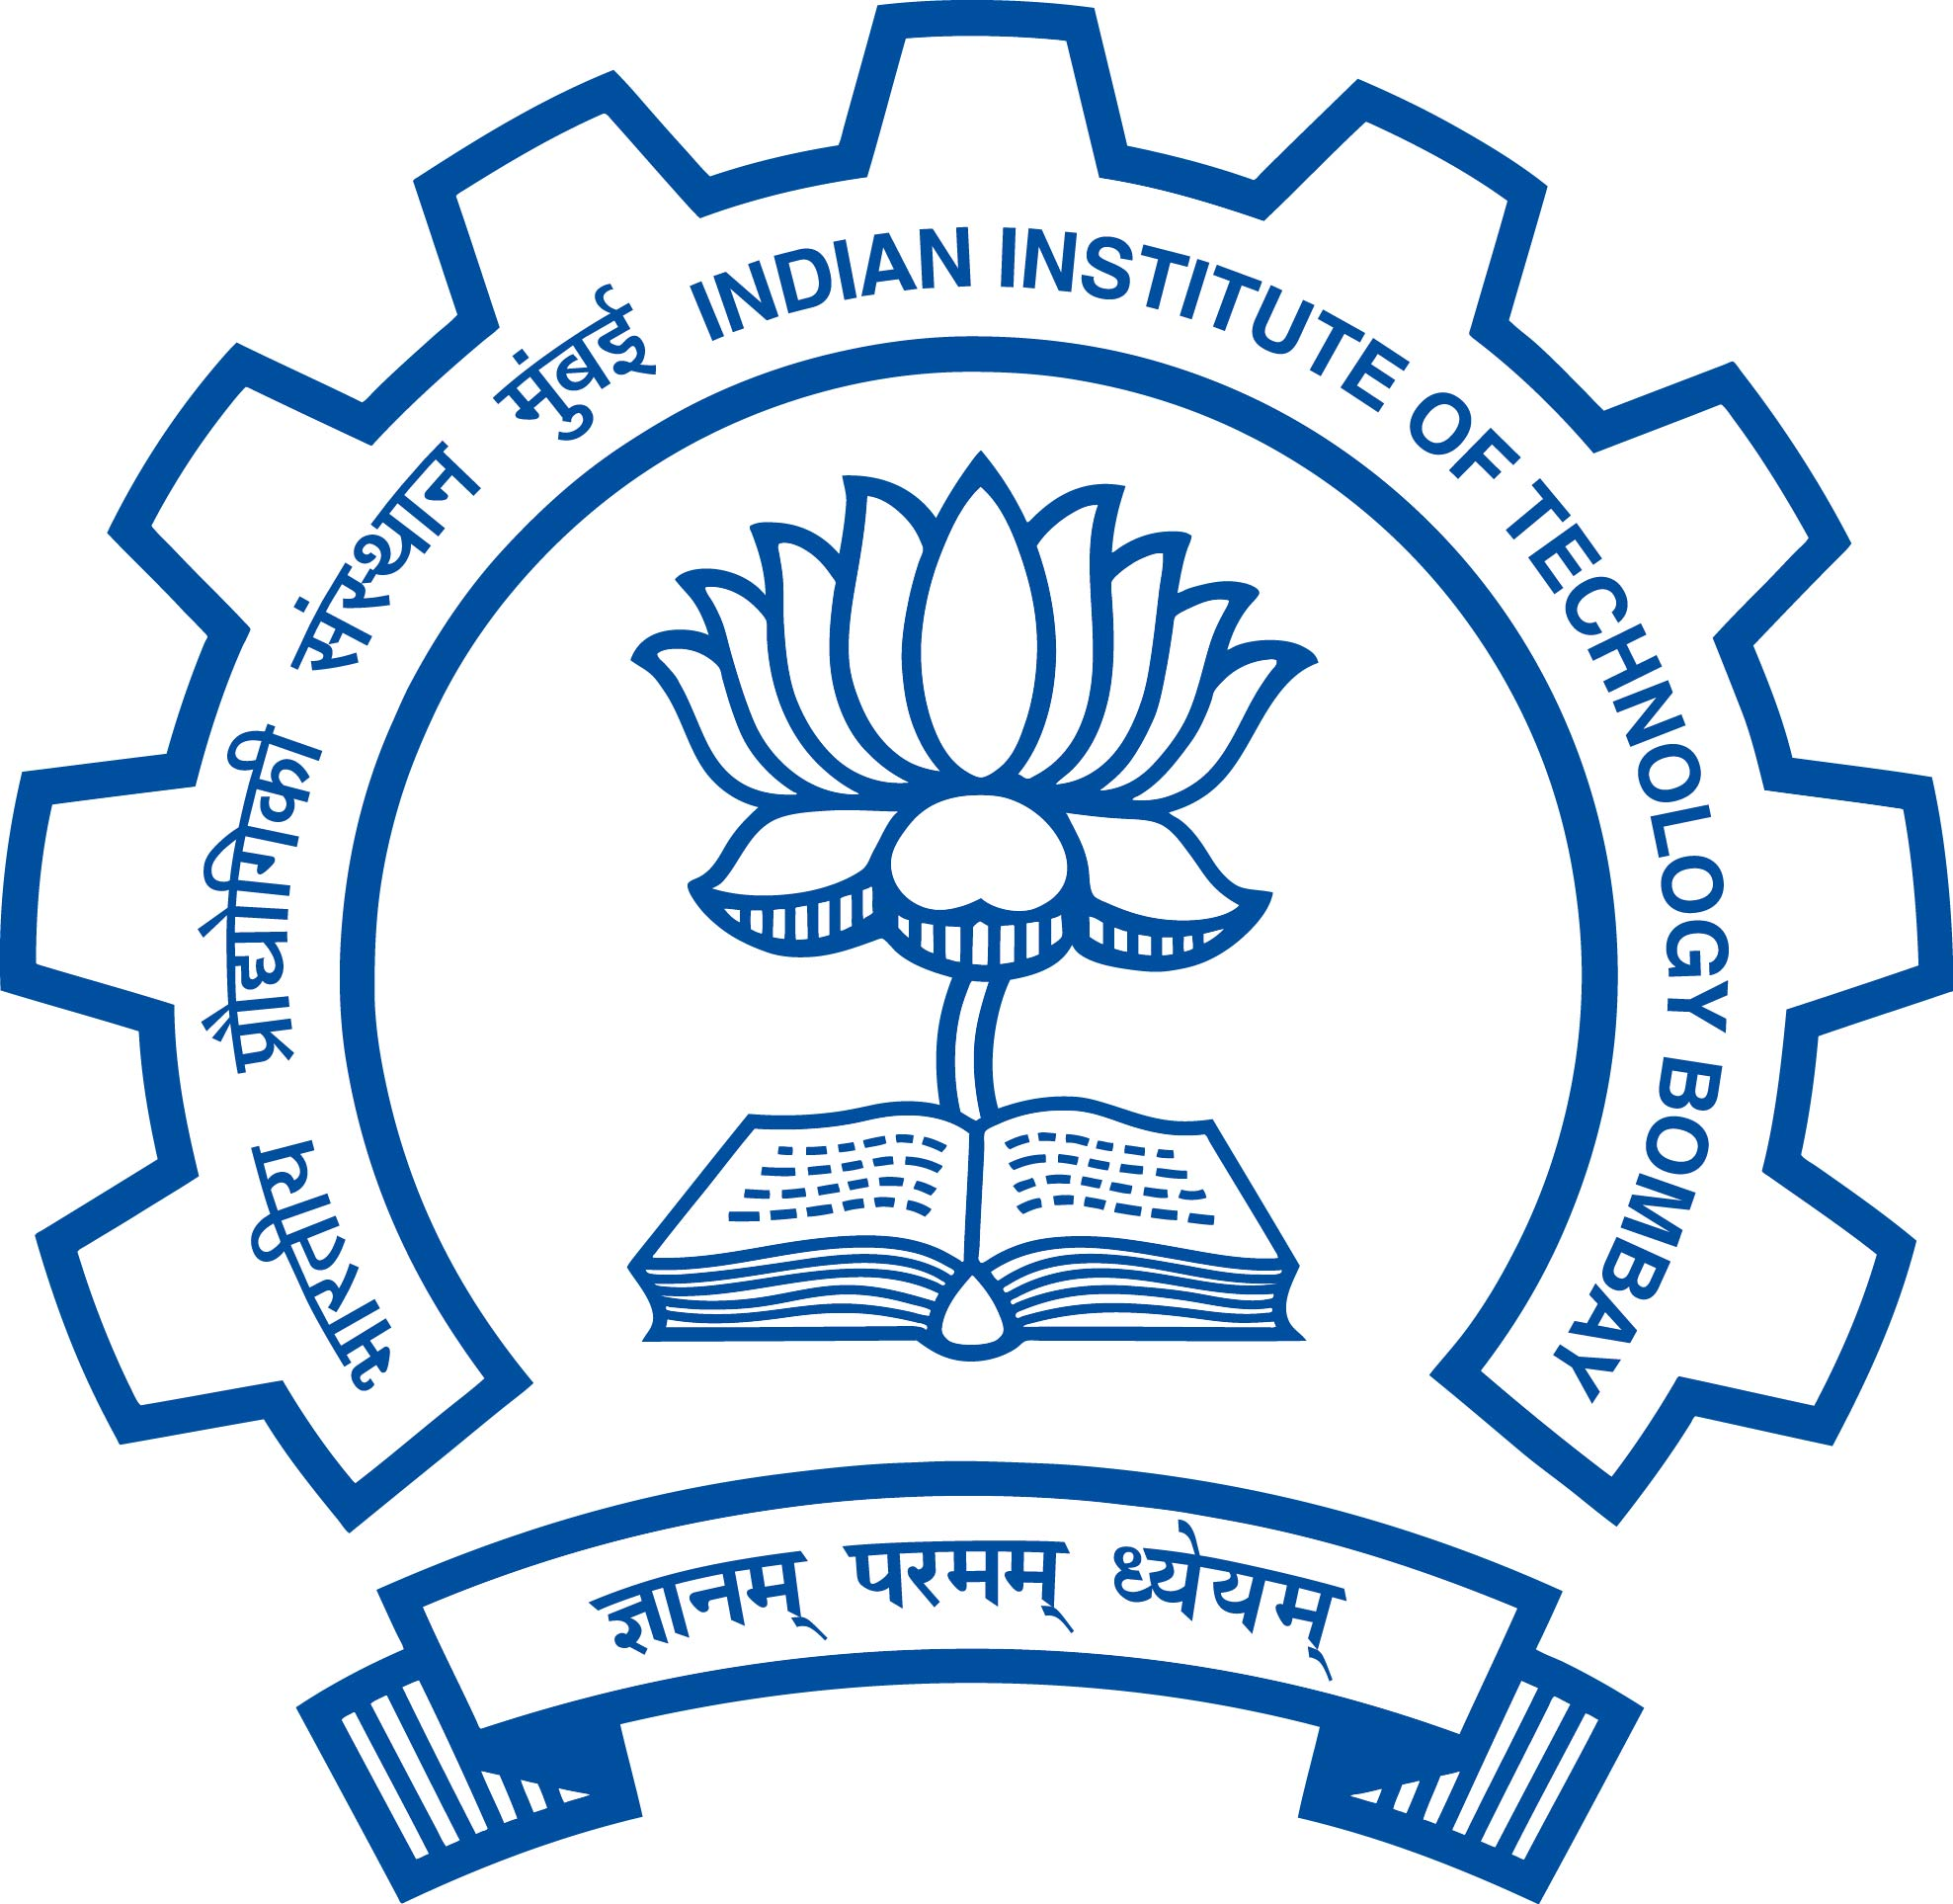 भारतीय प्रौद्योगिकी संस्थान मुंबई
INDIAN INSTITUTE OF TECHNOLOGY BOMBAY
ज्ञानम् परमम् ध्येयम्